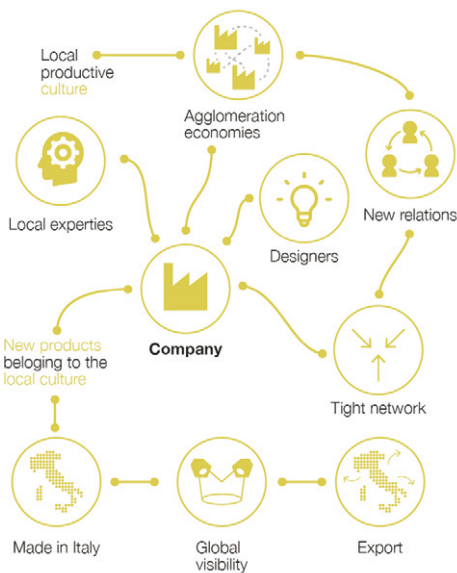 Local
productive
culture
Agglomeration
economies
Local experties
Designers
New relations
Company
New products
beloging to the
local culture
Tight network
Made in Italy
Global
visibility
Export